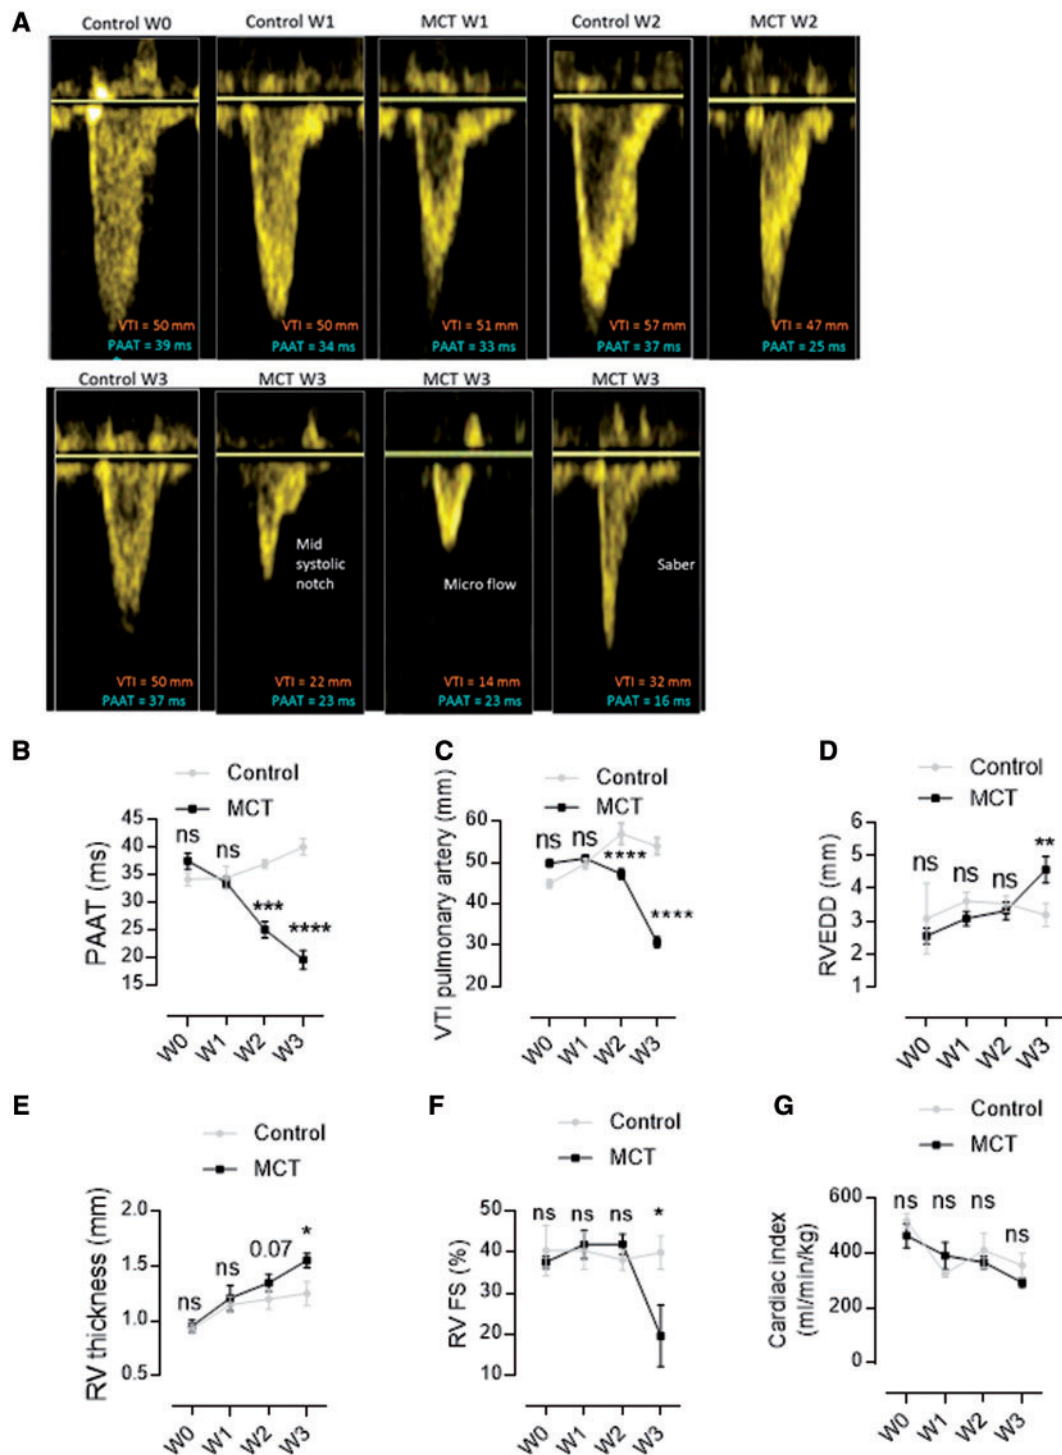 A
Control W0 Control W1 MCT W1 Control W2 MCT W2
VTI = 50 mm VTI = 50 mm VTI = 51 mm VTI = 57 mm VTI = 47 mm
PAAT = 39 ms PAAT = 34 ms PAAT = 33 ms PAAT = 37 ms PAAT = 25 ms
Control W3 MCT W3 MCT W3 MCT W3
Mid
systolic
notch
Micro flow
Saber
VTI = 50 mm VTI = 22 mm VTI = 14 mm VTI = 32 mm
PAAT = 37 ms PAAT = 23 ms PAAT = 23 ms PAAT = 16 ms
B
Control
MCT
PAAT (ms)
45
40
35
30
25
20
15
ns
ns
***
****
W0 W1 W2 W3
C
Control
MCT
VTI pulmonary artery (mm)
60
50
40
30
20
ns
ns
****
****
W0 W1 W2 W3
D
Control
MCT
RVEDD (mm)
6
5
4
3
2
1
ns
ns
ns
**
W0 W1 W2 W3
E
Control
MCT
RV thickness (mm)
2.0
1.5
1.0
0.5
ns
ns
0.07
*
W0 W1 W2 W3
F
Control
MCT
RV FS (%)
50
40
30
20
10
ns
ns
ns
*
W0 W1 W2 W3
G
Control
MCT
Cardiac index
(ml/min/kg)
600
400
200
0
ns
ns
ns
ns
W0 W1 W2 W3